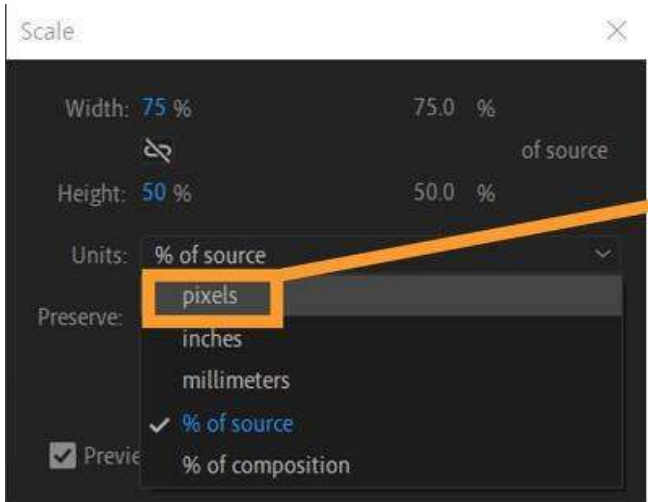 Scale
Width: 75 % 75.0 %
of source
Height: 50 % 50.0 %
Units: % of source
pixels
Preserve:
inches
millimeters
% of source
Previe
% of composition